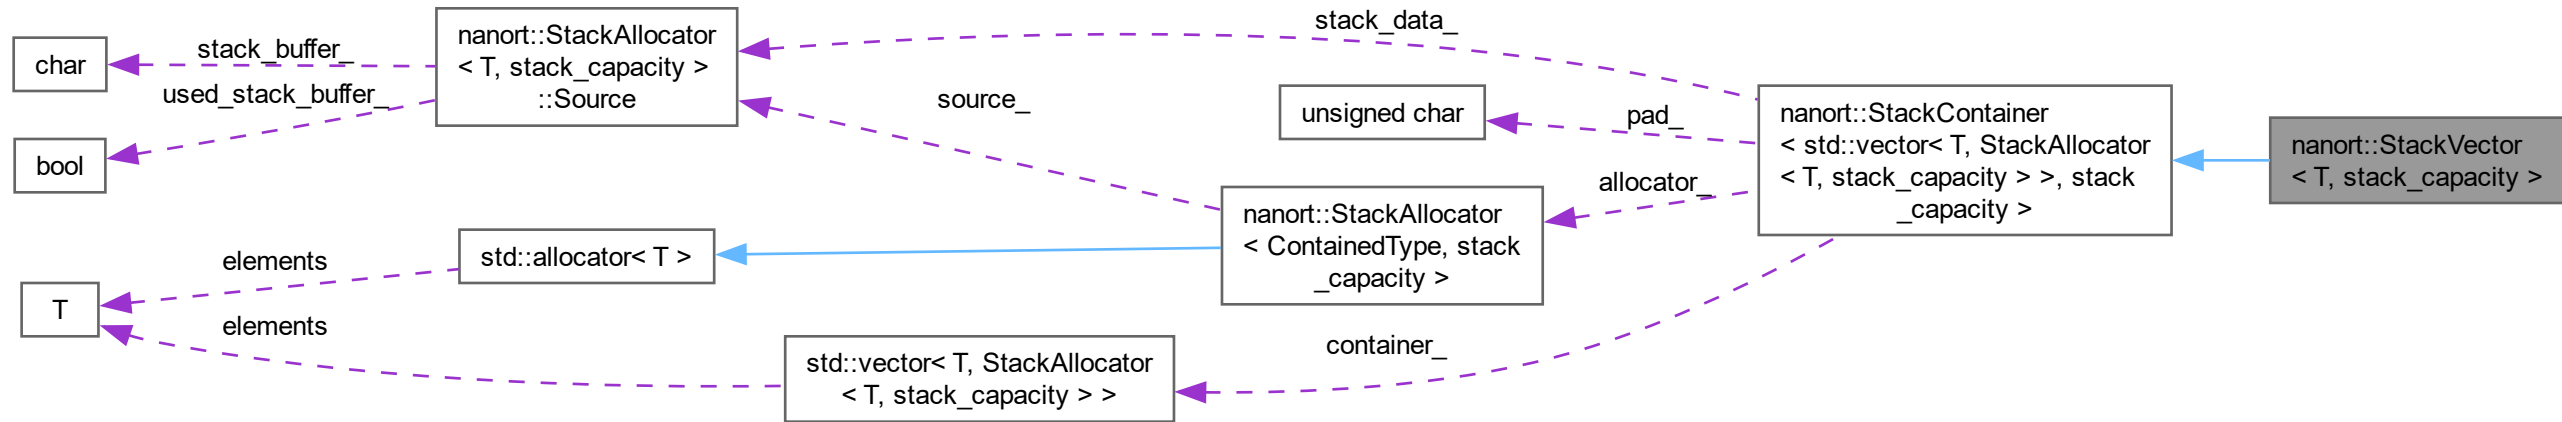 char
bool
T
stack_buffer_
used_stack_buffer_
elements
elements
nanort::StackAllocator
< T, stack_capacity >
::Source
std::allocator< T >
std::vector< T, StackAllocator
< T, stack_capacity > >
source_
stack_data_
unsigned char
nanort::StackAllocator
< ContainedType, stack
_capacity >
container_
pad_
allocator_
nanort::StackContainer
< std::vector< T, StackAllocator
< T, stack_capacity > >, stack
_capacity >
nanort::StackVector
< T, stack_capacity >